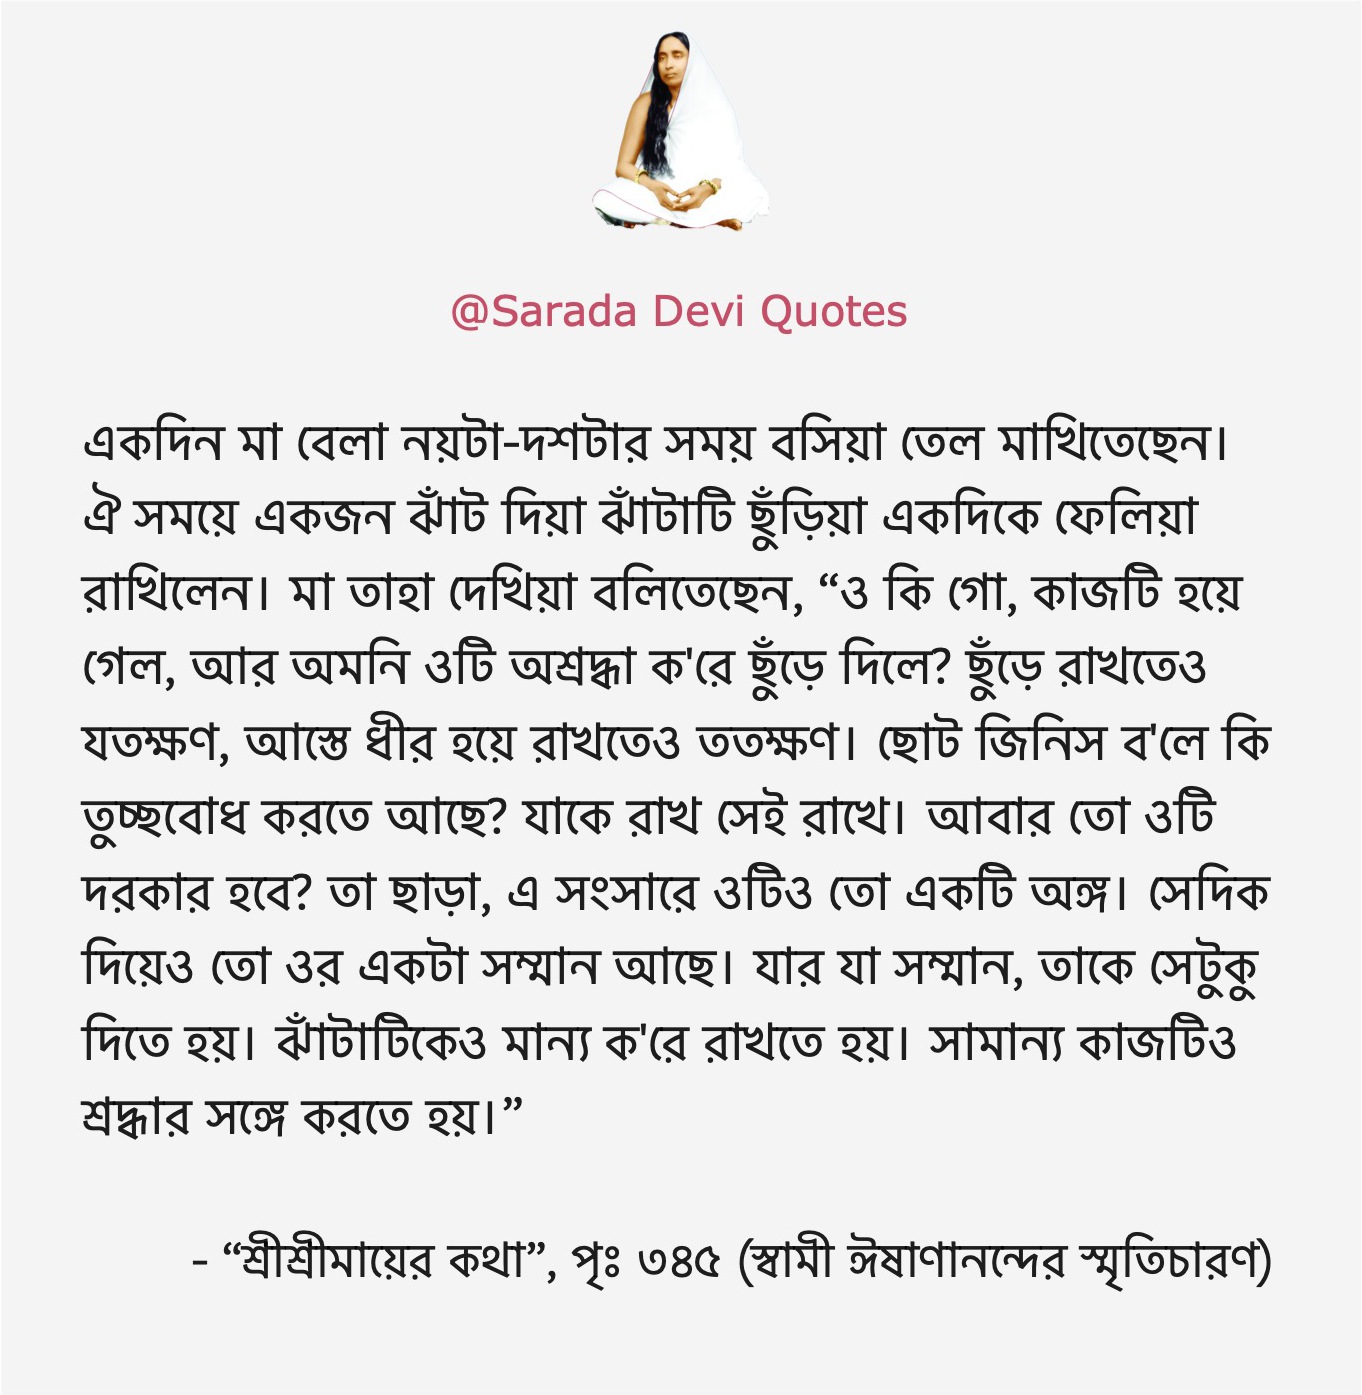 @Sarada Devi Quotes
একদিন মা বেলা নয়টা-দশটার সময় বসিয়া তেল মাখিতেছেন।
ঐ সময়ে একজন ঝাঁট দিয়া ঝাঁটাটি ছুঁড়িয়া একদিকে ফেলিয়া
রাখিলেন। মা তাহা দেখিয়া বলিতেছেন, “ও কি গো, কাজটি হয়ে
গেল, আর অমনি ওটি অশ্রদ্ধা ক'রে ছুঁড়ে দিলে? ছুঁড়ে রাখতেও
যতক্ষণ, আস্তে ধীর হয়ে রাখতেও ততক্ষণ। ছোট জিনিস ব'লে কি
তুচ্ছবোধ করতে আছে? যাকে রাখ সেই রাখে। আবার তো ওটি
দরকার হবে? তা ছাড়া, এ সংসারে ওটিও তো একটি অঙ্গ। সেদিক
দিয়েও তো ওর একটা সম্মান আছে। যার যা সম্মান, তাকে সেটুকু
দিতে হয়। ঝাঁটাটিকেও মান্য ক'রে রাখতে হয়। সামান্য কাজটিও
শ্রদ্ধার সঙ্গে করতে হয়।”
- “শ্রীশ্রীমায়ের কথা”, পৃঃ ৩৪৫ (স্বামী ঈষাণানন্দের স্মৃতিচারণ)